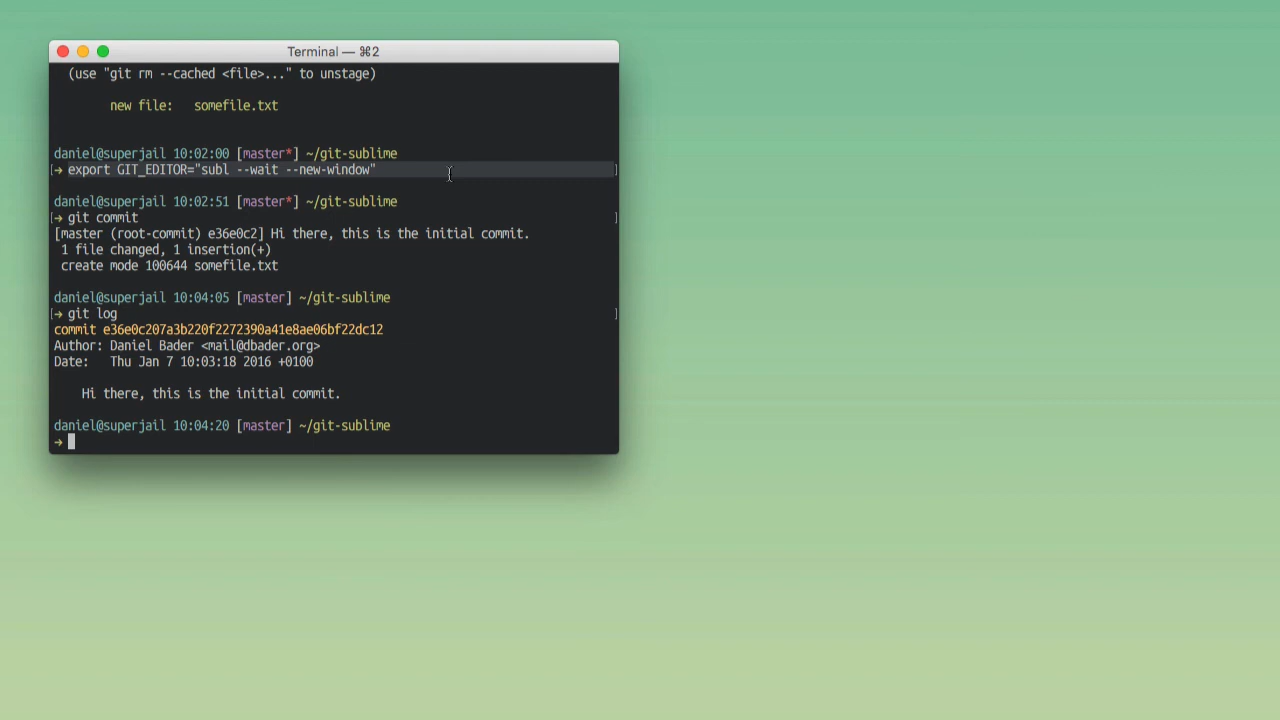 Terminal — ⌘2
(use "git rm --cached <file>..." to unstage)
new file:   somefile.txt
daniel@superjail 10:02:00 [master*] ~/git-sublime
[→ export GIT_EDITOR="subl --wait --new-window" ]
daniel@superjail 10:02:51 [master*] ~/git-sublime
[→ git commit ]
[master (root-commit) e36e0c2] Hi there, this is the initial commit.
1 file changed, 1 insertion(+)
create mode 100644 somefile.txt
daniel@superjail 10:04:05 [master] ~/git-sublime
[→ git log ]
commit e36e0c207a3b220f2272390a41e8ae06bf22dc12
Author: Daniel Bader <mail@dbader.org>
Date:   Thu Jan 7 10:03:18 2016 +0100
Hi there, this is the initial commit.
daniel@superjail 10:04:20 [master] ~/git-sublime
→